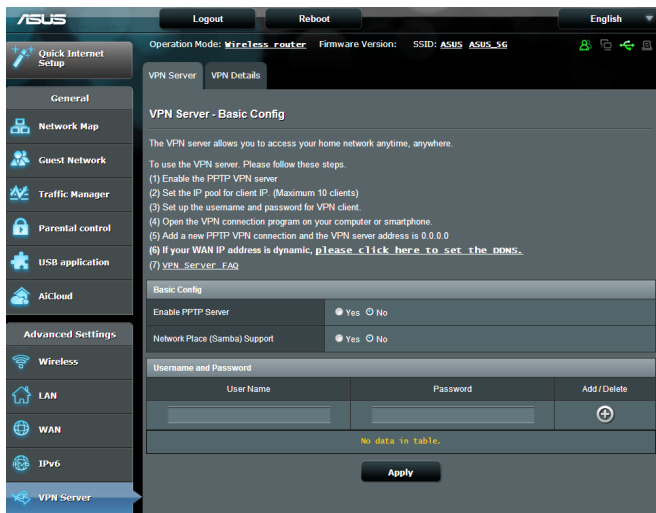 ASUS
Logout
Reboot
English
Quick Internet
Setup
Operation Mode: Wireless router Firmware Version: SSID: ASUS ASUS_5G
VPN Server
VPN Details
General
Network Map
Guest Network
Traffic Manager
Parental control
USB application
AiCloud
Advanced Settings
Wireless
LAN
WAN
IPv6
VPN Server
VPN Server - Basic Config
The VPN server allows you to access your home network anytime, anywhere.
To use the VPN server. Please follow these steps.
(1) Enable the PPTP VPN server
(2) Set the IP pool for client IP. (Maximum 10 clients)
(3) Set up the username and password for VPN client.
(4) Open the VPN connection program on your computer or smartphone.
(5) Add a new PPTP VPN connection and the VPN server address is 0.0.0.0
(6) If your WAN IP address is dynamic, please click here to set the DDNS.
(7) VPN Server FAQ
Basic Config
Enable PPTP Server Yes No
Network Place (Samba) Support Yes No
Username and Password
User Name Password Add / Delete
No data in table.
Apply